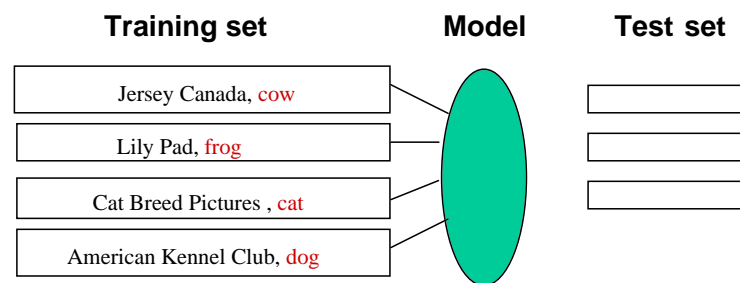 Training set Model Test set
Jersey Canada, cow
Lily Pad, frog
Cat Breed Pictures , cat
American Kennel Club, dog